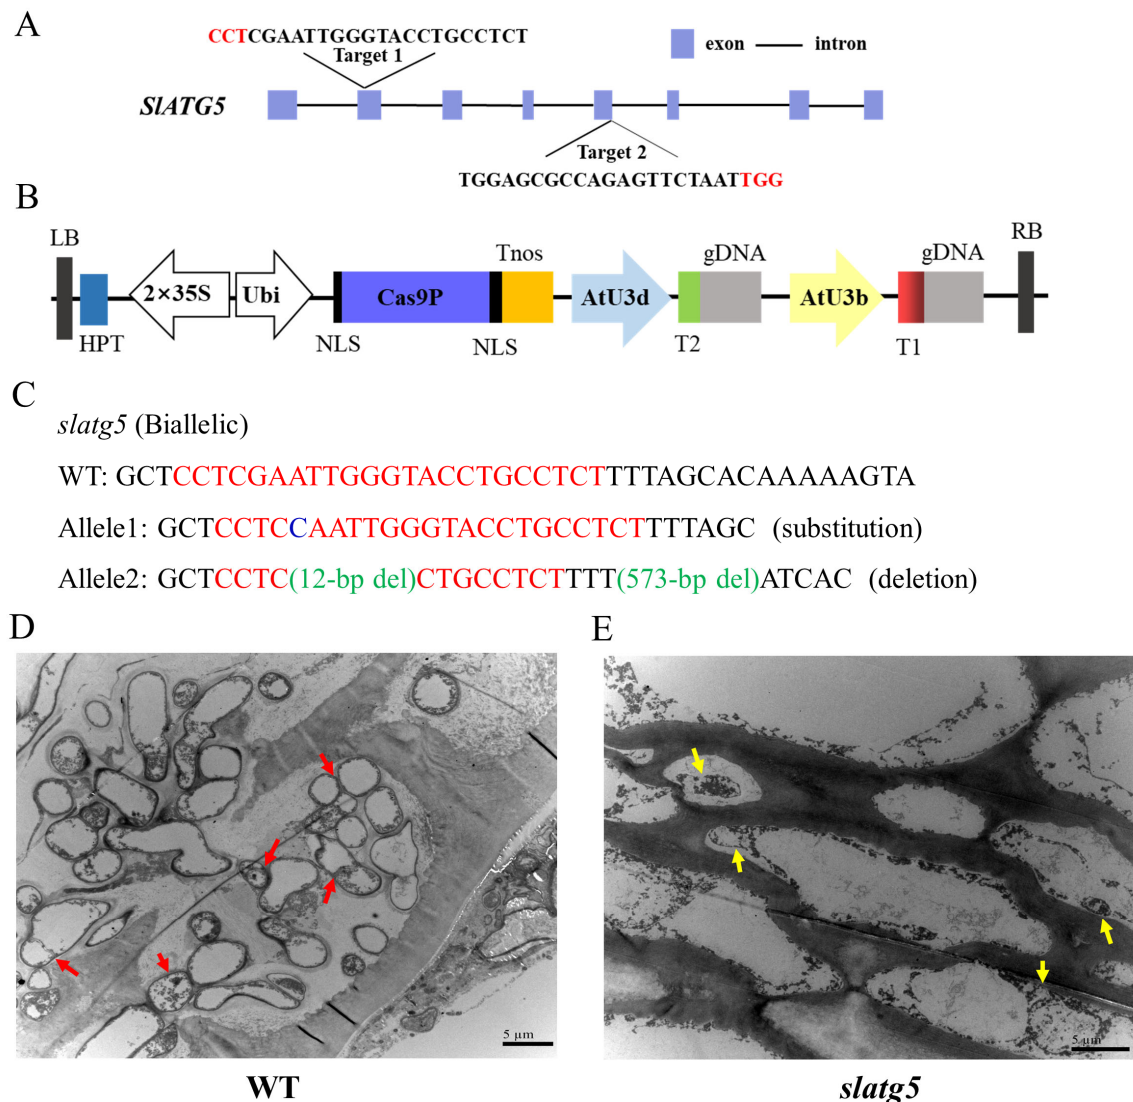 A
CCTCGAATTGGGTACCTGCCTCT
Target 1
exon intron
SlATG5
Target 2
TGGAGCGCCAGAGTTCTAATTGG
B
LB
Tnos
gDNA
gDNA
RB
2×35S
Ubi
Cas9P
AtU3d
AtU3b
HPT
NLS
NLS
T2
T1
C
slatg5 (Biallelic)
WT: GCTCCTCGAATTGGGTACCTGCCTCTTTTAGCACAAAAAGTA
Allele1: GCTCCTCCAATTGGGTACCTGCCTCTTTTAGC (substitution)
Allele2: GCTCCTC(12-bp del)CTGCCTCTTTT(573-bp del)ATCAC (deletion)
D
E
5 μm
5 μm
WT
slatg5